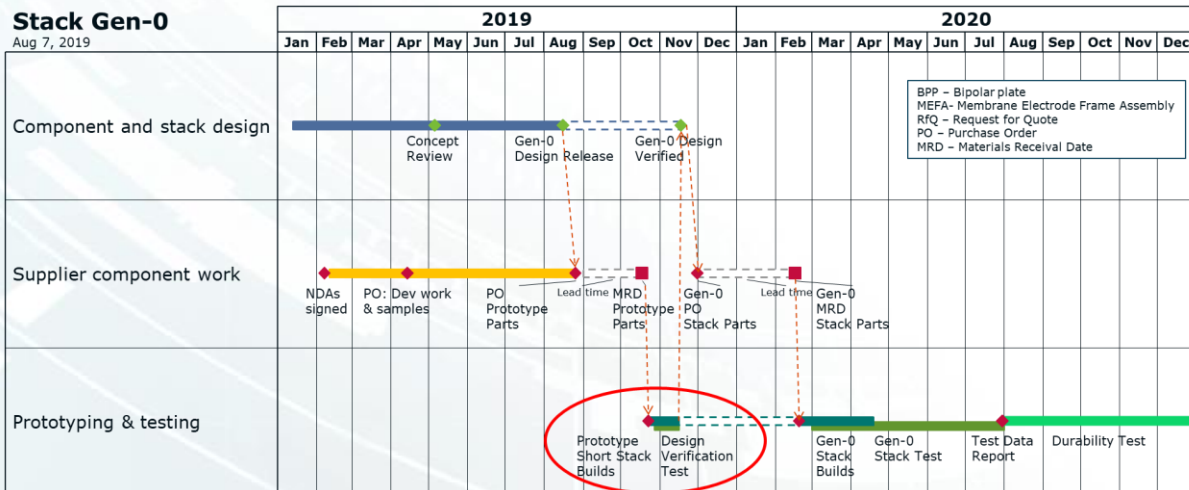 Stack Gen-0
Aug 7, 2019
2019
2020
Jan Feb Mar Apr May Jun Jul Aug Sep Oct Nov Dec Jan Feb Mar Apr May Jun Jul Aug Sep Oct Nov Dec
BPP – Bipolar plate
MEFA- Membrane Electrode Frame Assembly
RfQ – Request for Quote
PO – Purchase Order
MRD – Materials Receival Date
Component and stack design
Concept
Review
Gen-0
Design Release
Gen-0 Design
Verified
Supplier component work
NDAs
signed
PO: Dev work
& samples
PO
Prototype
Parts
Lead time
MRD
Prototype
Parts
Gen-0
PO
Stack Parts
Lead time
Gen-0
MRD
Stack Parts
Prototyping & testing
Prototype
Short Stack
Builds
Design
Verification
Test
Gen-0
Stack
Builds
Gen-0
Stack Test
Test Data
Report
Durability Test